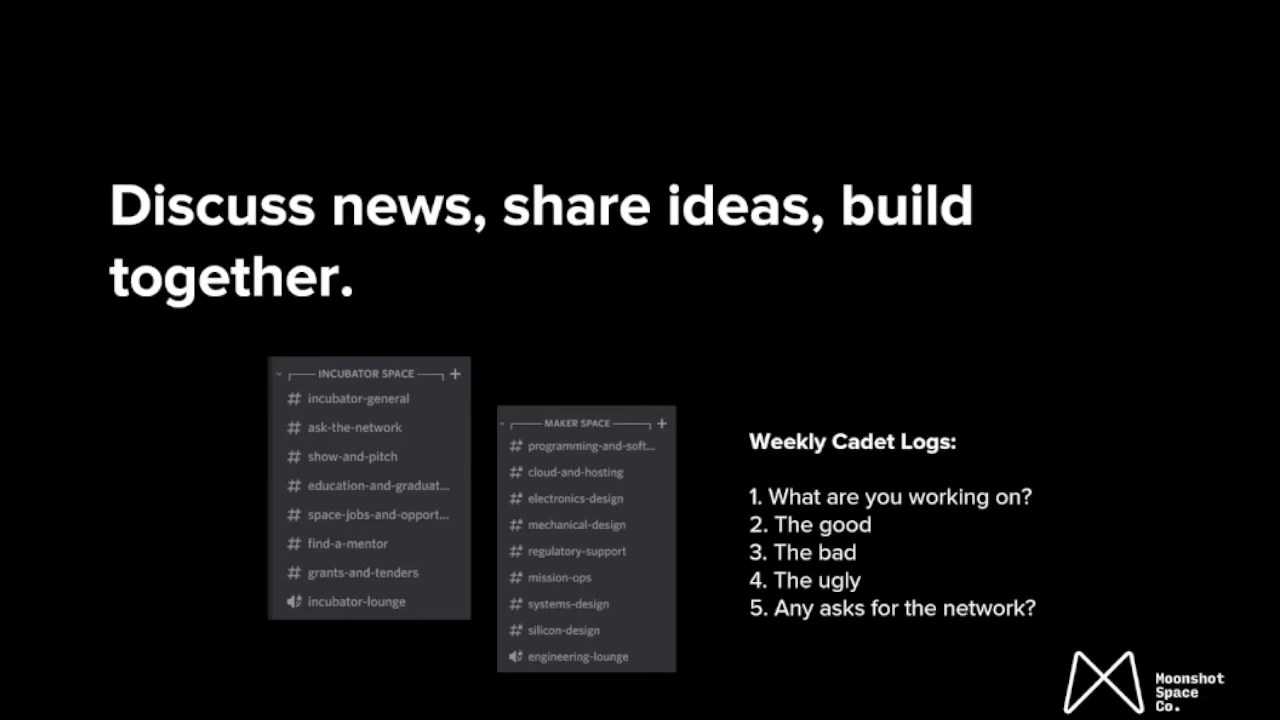 Discuss news, share ideas, build
together.
INCUBATOR SPACE
# incubator-general
# ask-the-network
# show-and-pitch
# education-and-graduat...
# space-jobs-and-opport...
# find-a-mentor
# grants-and-tenders
incubator-lounge
MAKER SPACE
# programming-and-soft...
# cloud-and-hosting
# electronics-design
# mechanical-design
# regulatory-support
# mission-ops
# systems-design
# silicon-design
engineering-lounge
Weekly Cadet Logs:
1. What are you working on?
2. The good
3. The bad
4. The ugly
5. Any asks for the network?
Moonshot
Space
Co.